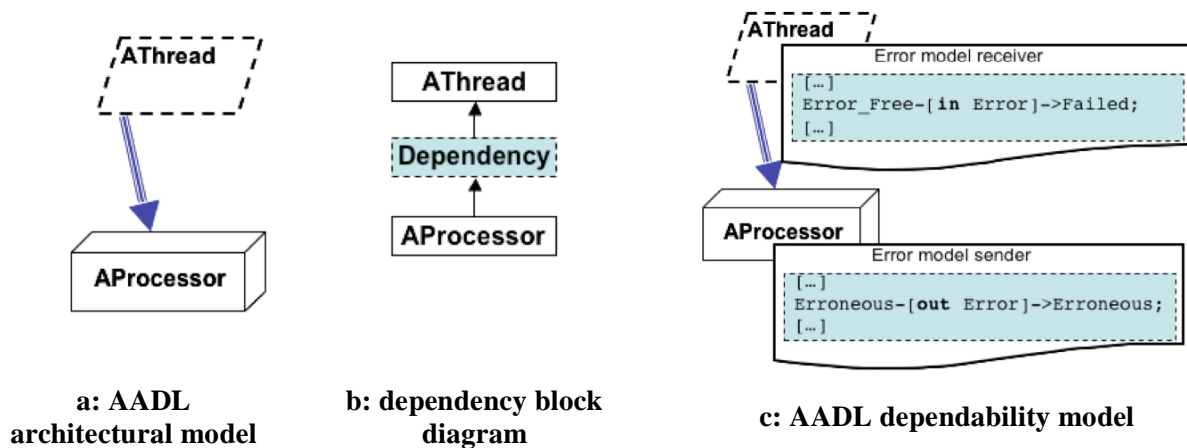 AThread
AProcessor
a: AADL
architectural model
AThread
Dependency
AProcessor
b: dependency block
diagram
AThread
Error model receiver
[…]
Error_Free-[in Error]->Failed;
[…]
AProcessor
Error model sender
[…]
Erroneous-[out Error]->Erroneous;
[…]
c: AADL dependability model